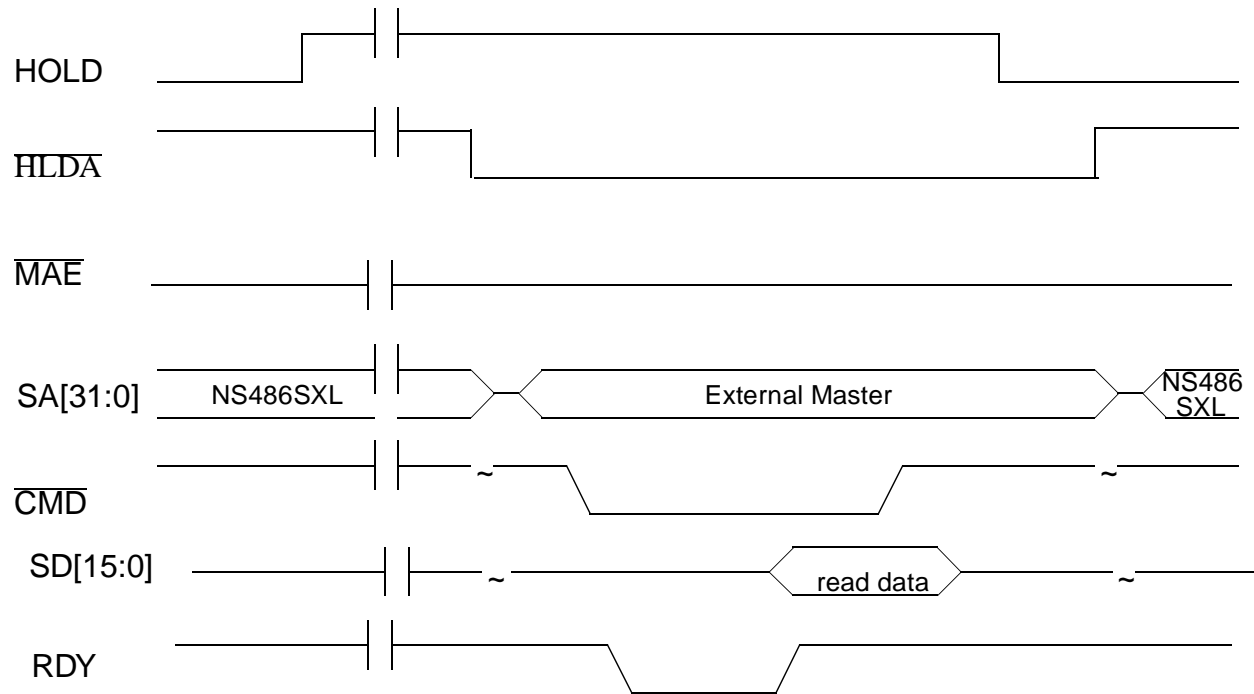 HOLD
HLDA
MAE
SA[31:0]
NS486SXL
External Master
NS486
SXL
~
~
CMD
SD[15:0]
~
read data
~
RDY